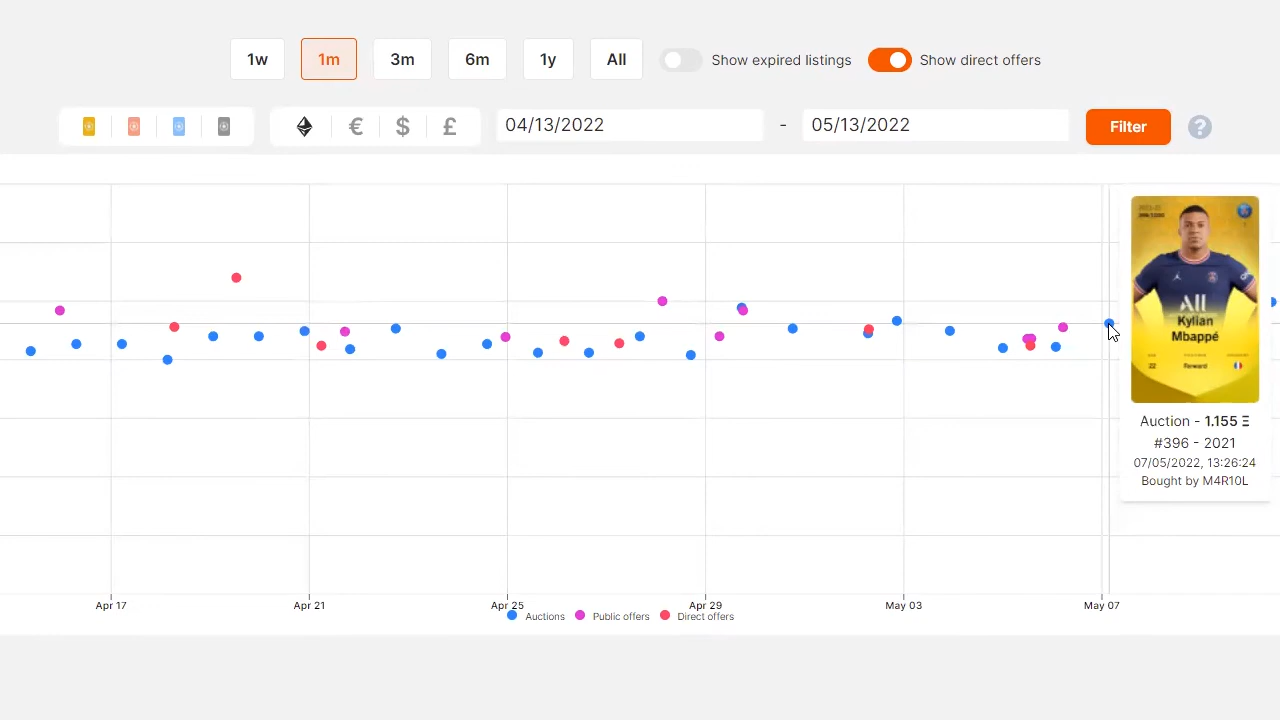 1w 1m 3m 6m 1y All Show expired listings Show direct offers
€ $ £ 04/13/2022 - 05/13/2022 Filter ?
Kylian
Mbappé
22 Forward
Auction - 1.155 Ξ
#396 - 2021
07/05/2022, 13:26:24
Bought by M4R10L
Apr 17 Apr 21 Apr 25 Apr 29 May 03 May 07
Auctions Public offers Direct offers